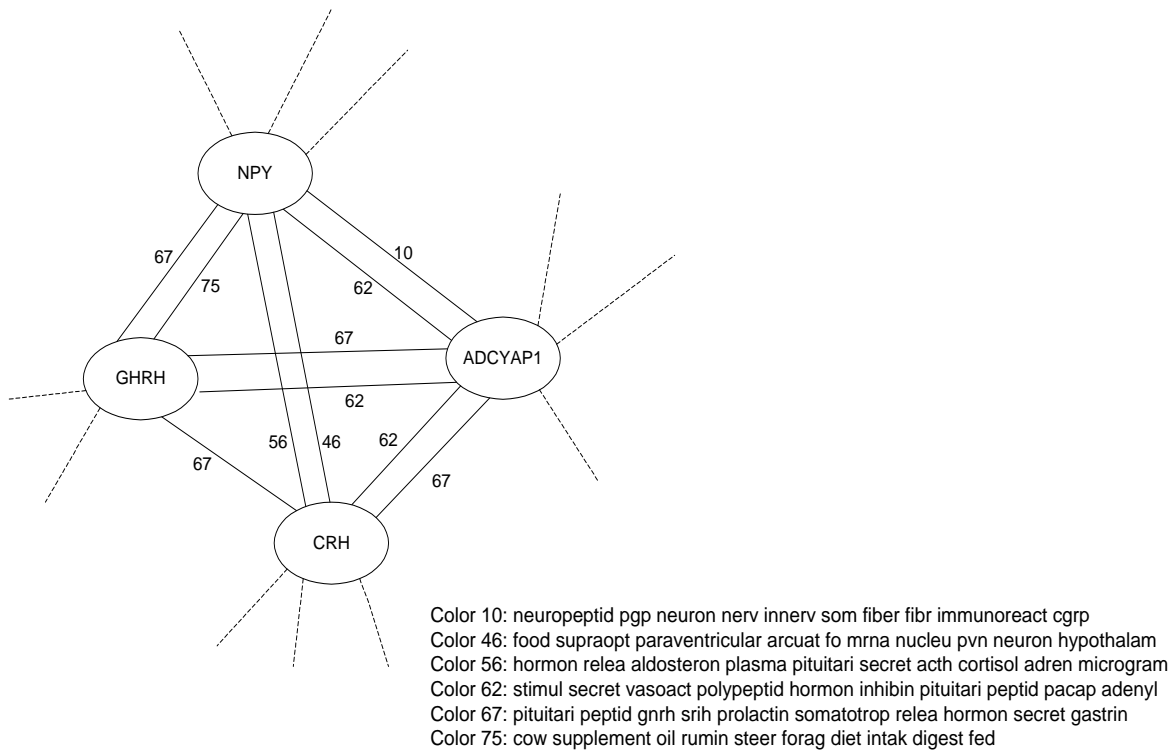 NPY
10
67
75
62
67
ADCYAP1
GHRH
62
56
46
62
67
67
CRH
Color 10: neuropeptid pgp neuron nerv innerv som fiber fibr immunoreact cgrp
Color 46: food supraopt paraventricular arcuat fo mrna nucleu pvn neuron hypothalam
Color 56: hormon relea aldosteron plasma pituitari secret acth cortisol adren microgram
Color 62: stimul secret vasoact polypeptid hormon inhibin pituitari peptid pacap adenyl
Color 67: pituitari peptid gnrh srih prolactin somatotrop relea hormon secret gastrin
Color 75: cow supplement oil rumin steer forag diet intak digest fed